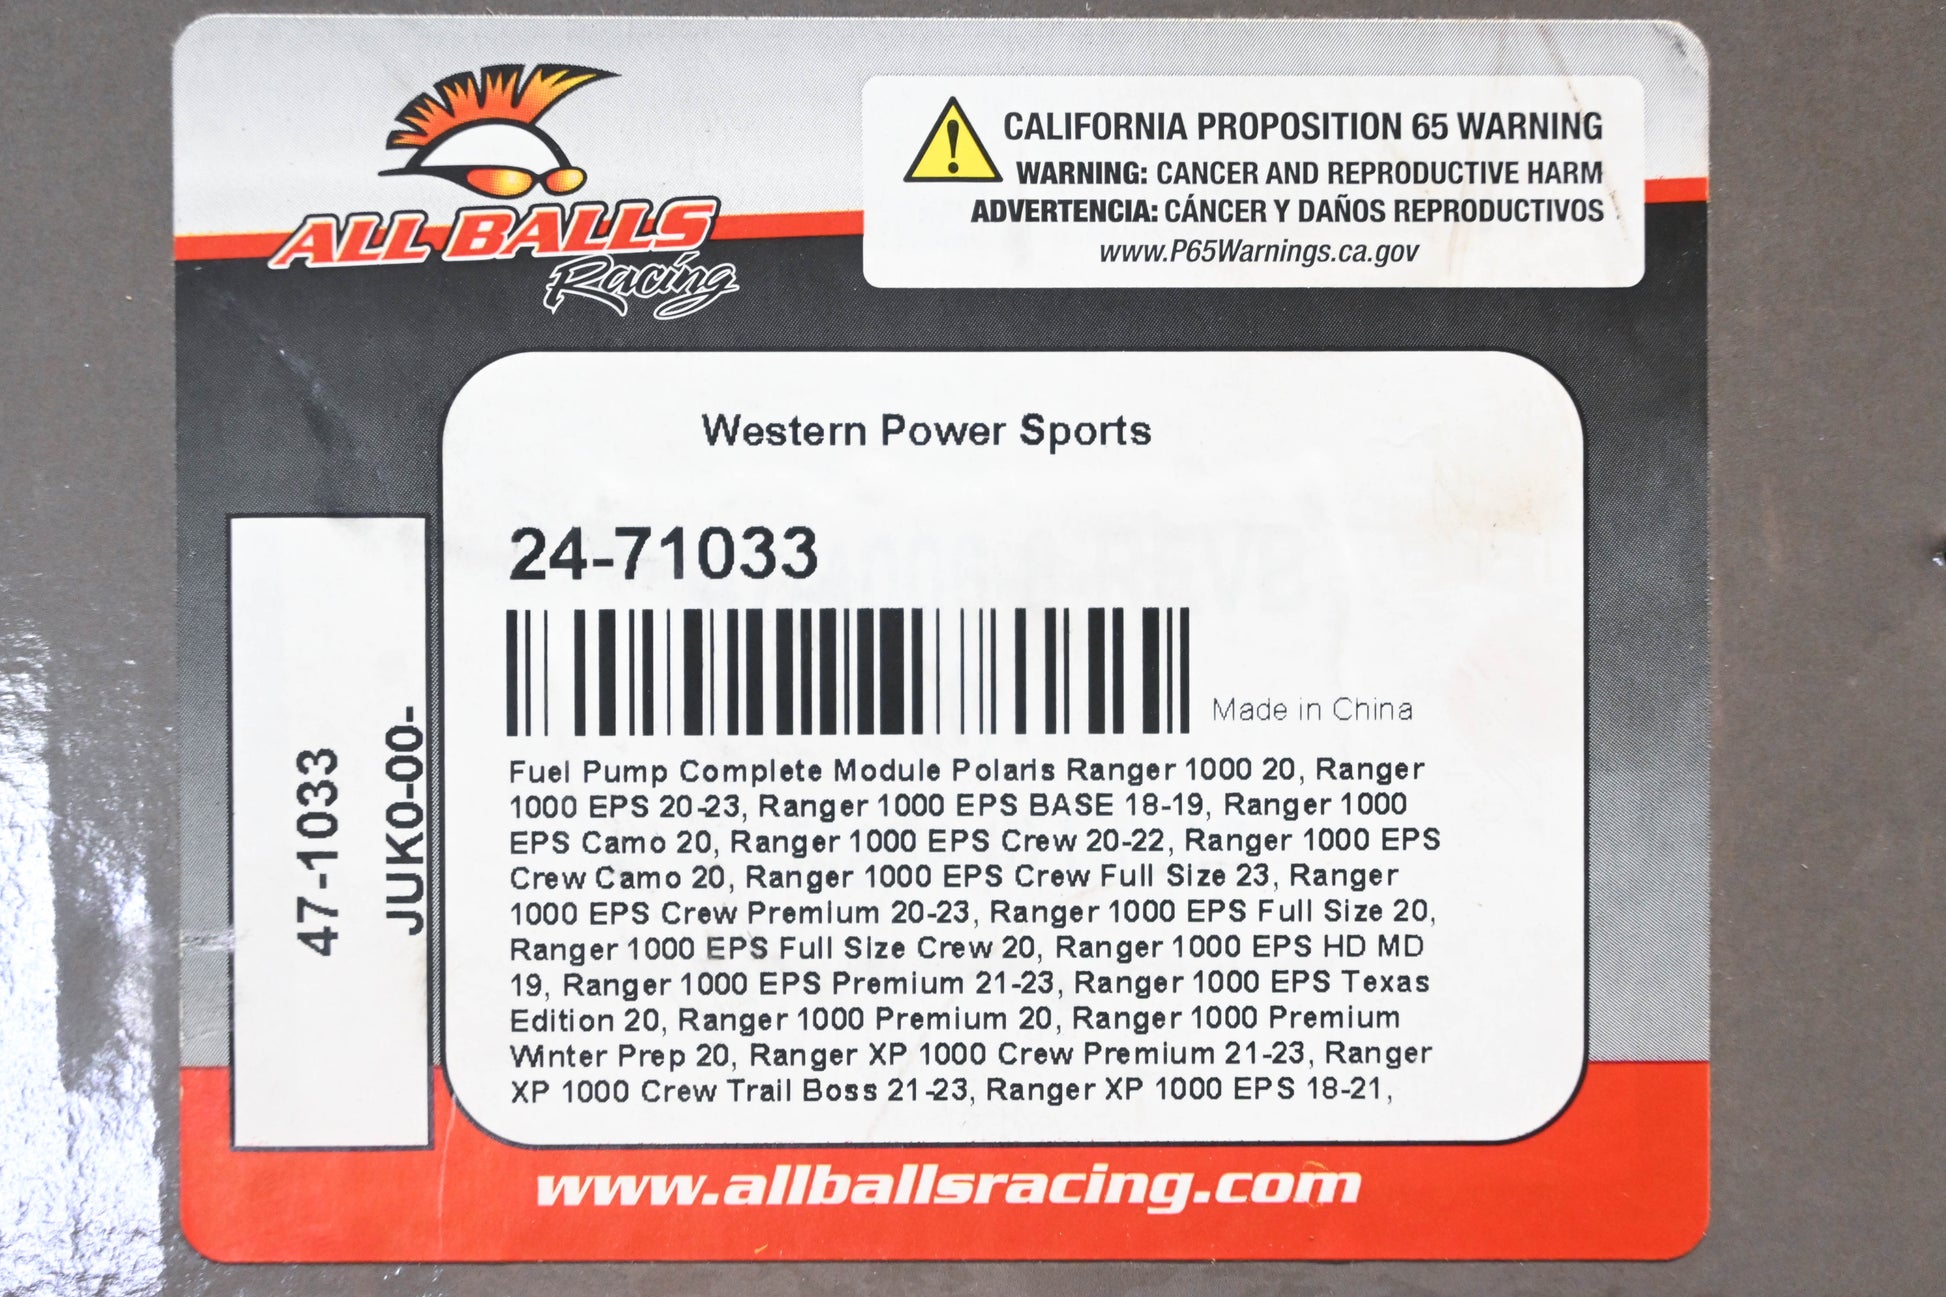 ALL BALLS
Racing
CALIFORNIA PROPOSITION 65 WARNING
WARNING: CANCER AND REPRODUCTIVE HARM
ADVERTENCIA: CÁNCER Y DAÑOS REPRODUCTIVOS
www.P65Warnings.ca.gov
Western Power Sports
24-71033
Made in China
Fuel Pump Complete Module Polaris Ranger 1000 20, Ranger
1000 EPS 20-23, Ranger 1000 EPS BASE 18-19, Ranger 1000
EPS Camo 20, Ranger 1000 EPS Crew 20-22, Ranger 1000 EPS
Crew Camo 20, Ranger 1000 EPS Crew Full Size 23, Ranger
1000 EPS Crew Premium 20-23, Ranger 1000 EPS Full Size 20,
Ranger 1000 EPS Full Size Crew 20, Ranger 1000 EPS HD MD
19, Ranger 1000 EPS Premium 21-23, Ranger 1000 EPS Texas
Edition 20, Ranger 1000 Premium 20, Ranger 1000 Premium
Winter Prep 20, Ranger XP 1000 Crew Premium 21-23, Ranger
XP 1000 Crew Trail Boss 21-23, Ranger XP 1000 EPS 18-21,
47-1033
JUK0-00-
www.allballsracing.com